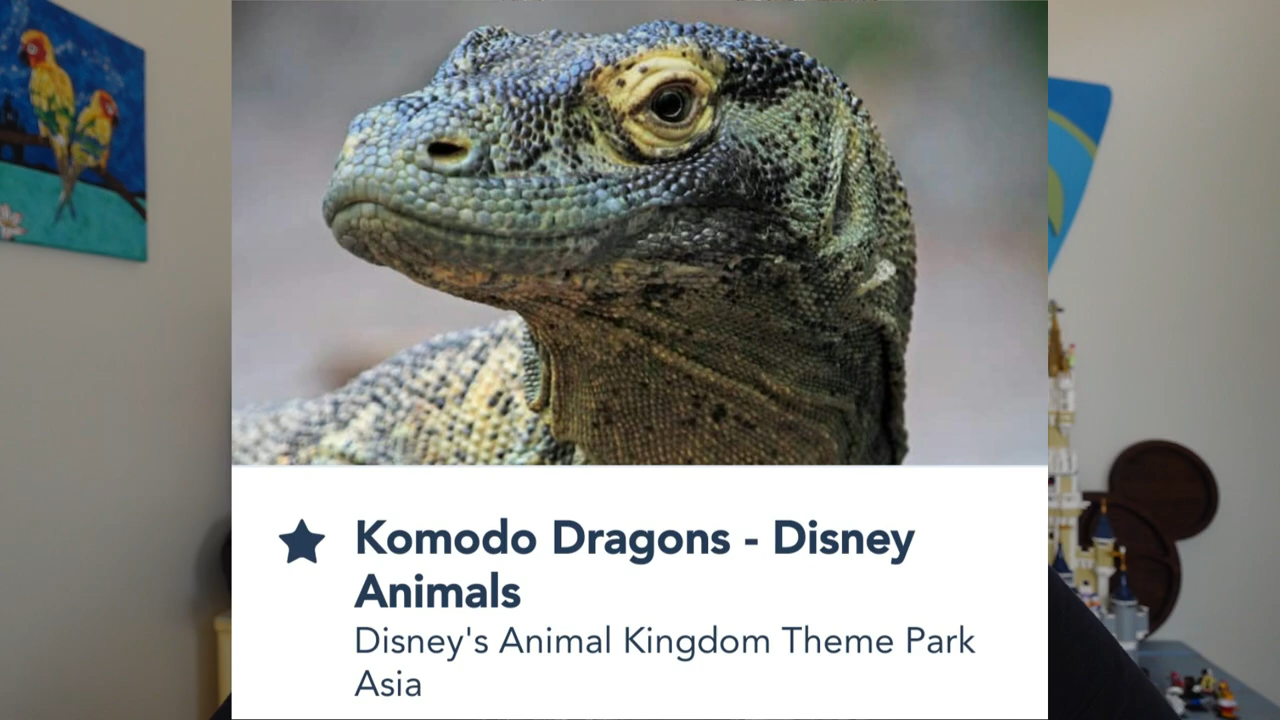 Komodo Dragons - Disney
Animals
Disney's Animal Kingdom Theme Park
Asia